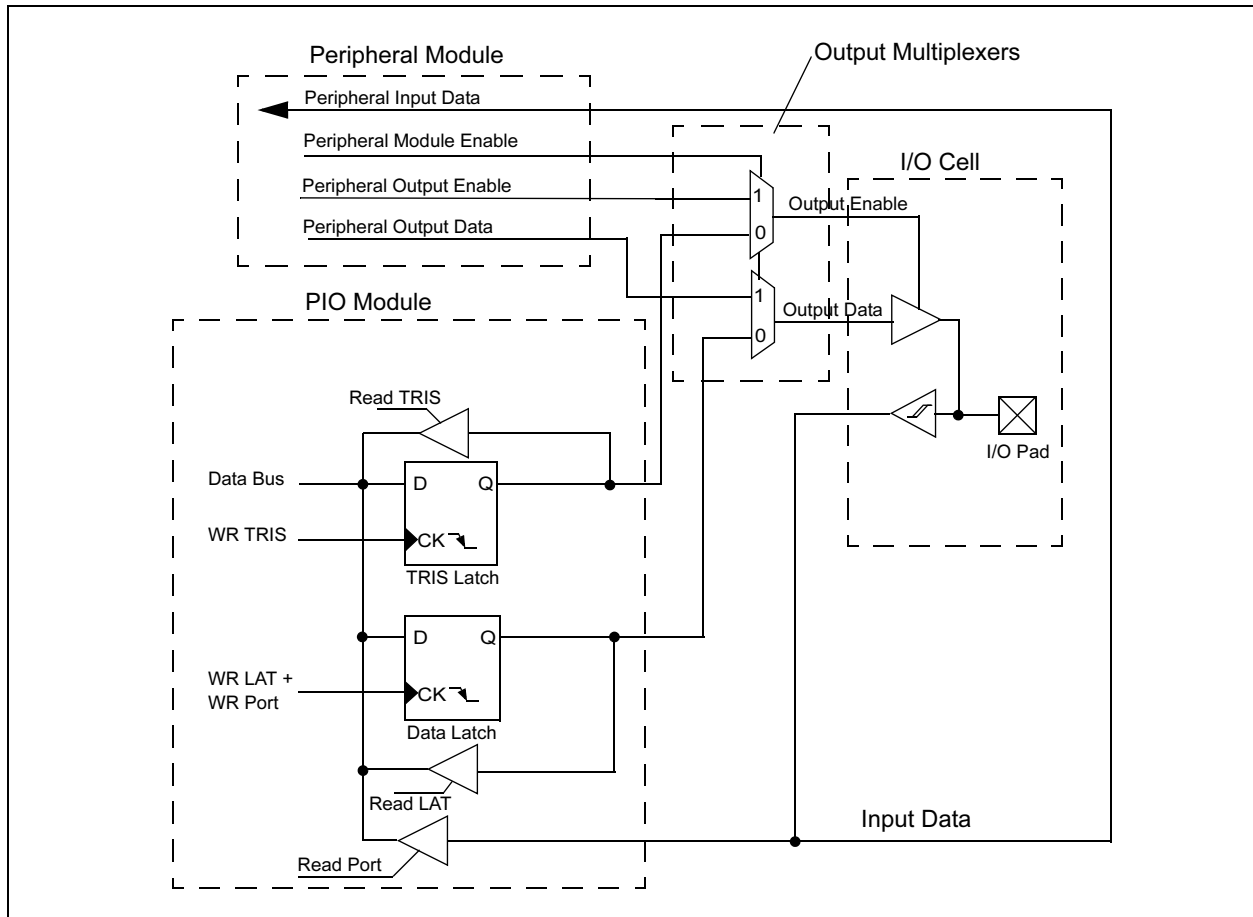 Peripheral Module
Output Multiplexers
Peripheral Input Data
Peripheral Module Enable
I/O Cell
Peripheral Output Enable
1
Output Enable
Peripheral Output Data
0
PIO Module
1
Output Data
0
Read TRIS
I/O Pad
Data Bus
D
Q
WR TRIS
CK
TRIS Latch
D
Q
WR LAT +
WR Port
CK
Data Latch
Read LAT
Input Data
Read Port